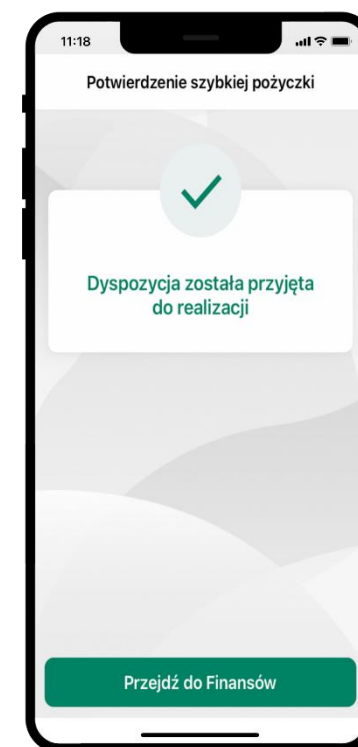 11:18
Potwierdzenie szybkiej pożyczki
Dyspozycja została przyjęta
do realizacji
Przejdź do Finansów